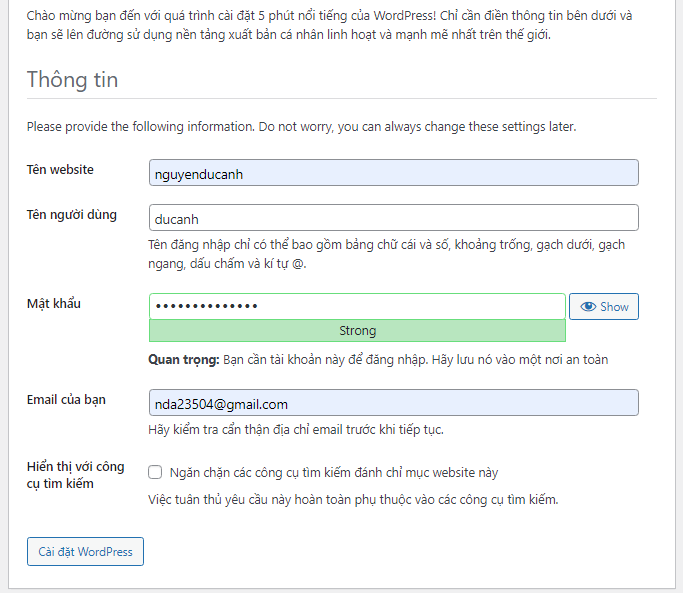 Chào mừng bạn đến với quá trình cài đặt 5 phút nổi tiếng của WordPress! Chỉ cần điền thông tin bên dưới và
bạn sẽ lên đường sử dụng nền tảng xuất bản cá nhân linh hoạt và mạnh mẽ nhất trên thế giới.
Thông tin
Please provide the following information. Do not worry, you can always change these settings later.
Tên website
nguyenducanh
Tên người dùng
ducanh
Tên đăng nhập chỉ có thể bao gồm bảng chữ cái và số, khoảng trống, gạch dưới, gạch
ngang, dấu chấm và kí tự @.
Mật khẩu
••••••••••••••
Show
Strong
Quan trọng: Bạn cần tài khoản này để đăng nhập. Hãy lưu nó vào một nơi an toàn
Email của bạn
nda23504@gmail.com
Hãy kiểm tra cẩn thận địa chỉ email trước khi tiếp tục.
Hiển thị với công
cụ tìm kiếm
Ngăn chặn các công cụ tìm kiếm đánh chỉ mục website này
Việc tuân thủ yêu cầu này hoàn toàn phụ thuộc vào các công cụ tìm kiếm.
Cài đặt WordPress